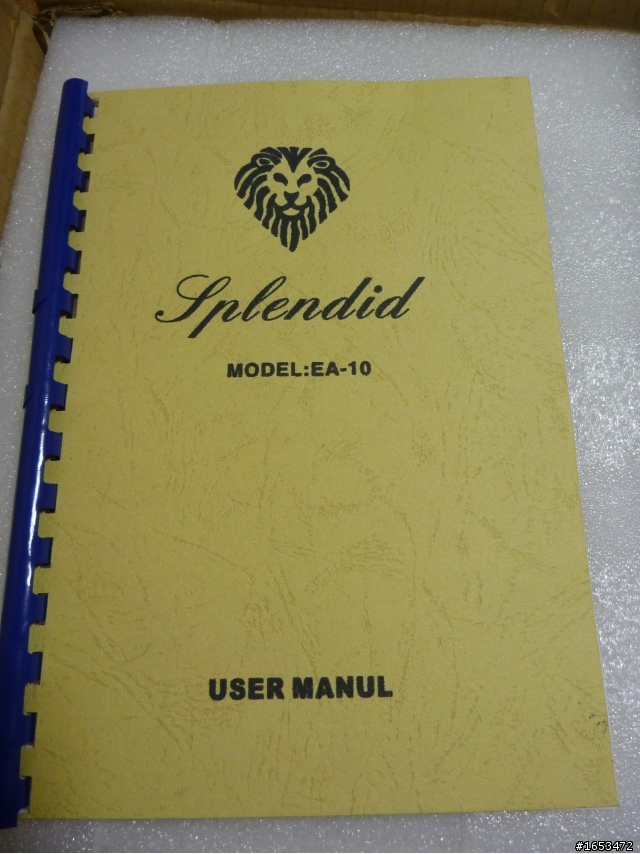 Splendid
MODEL:EA-10
USER MANUL
#1653472